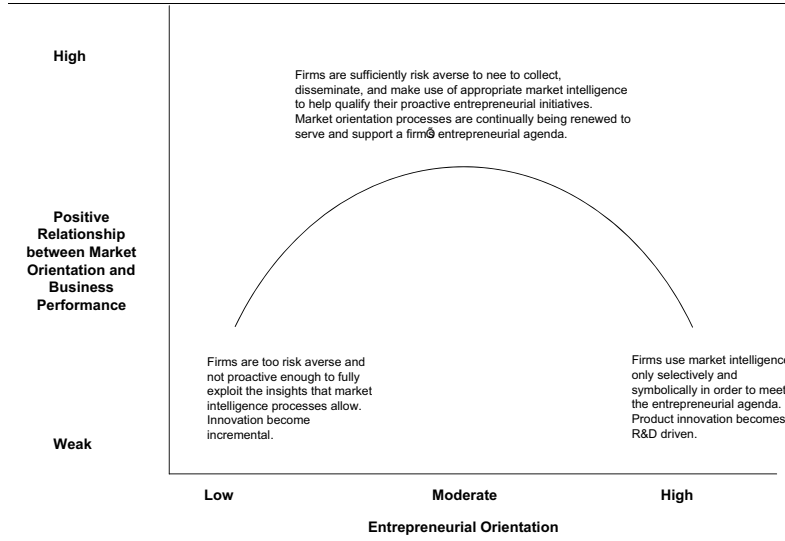 High
Firms are sufficiently risk averse to nee to collect,
disseminate, and make use of appropriate market intelligence
to help qualify their proactive entrepreneurial initiatives.
Market orientation processes are continually being renewed to
serve and support a firmś entrepreneurial agenda.
Positive
Relationship
between Market
Orientation and
Business
Performance
Firms are too risk averse and
not proactive enough to fully
exploit the insights that market
intelligence processes allow.
Innovation become
incremental.
Firms use market intelligence
only selectively and
symbolically in order to meet
the entrepreneurial agenda.
Product innovation becomes
R&D driven.
Weak
Low Moderate High
Entrepreneurial Orientation